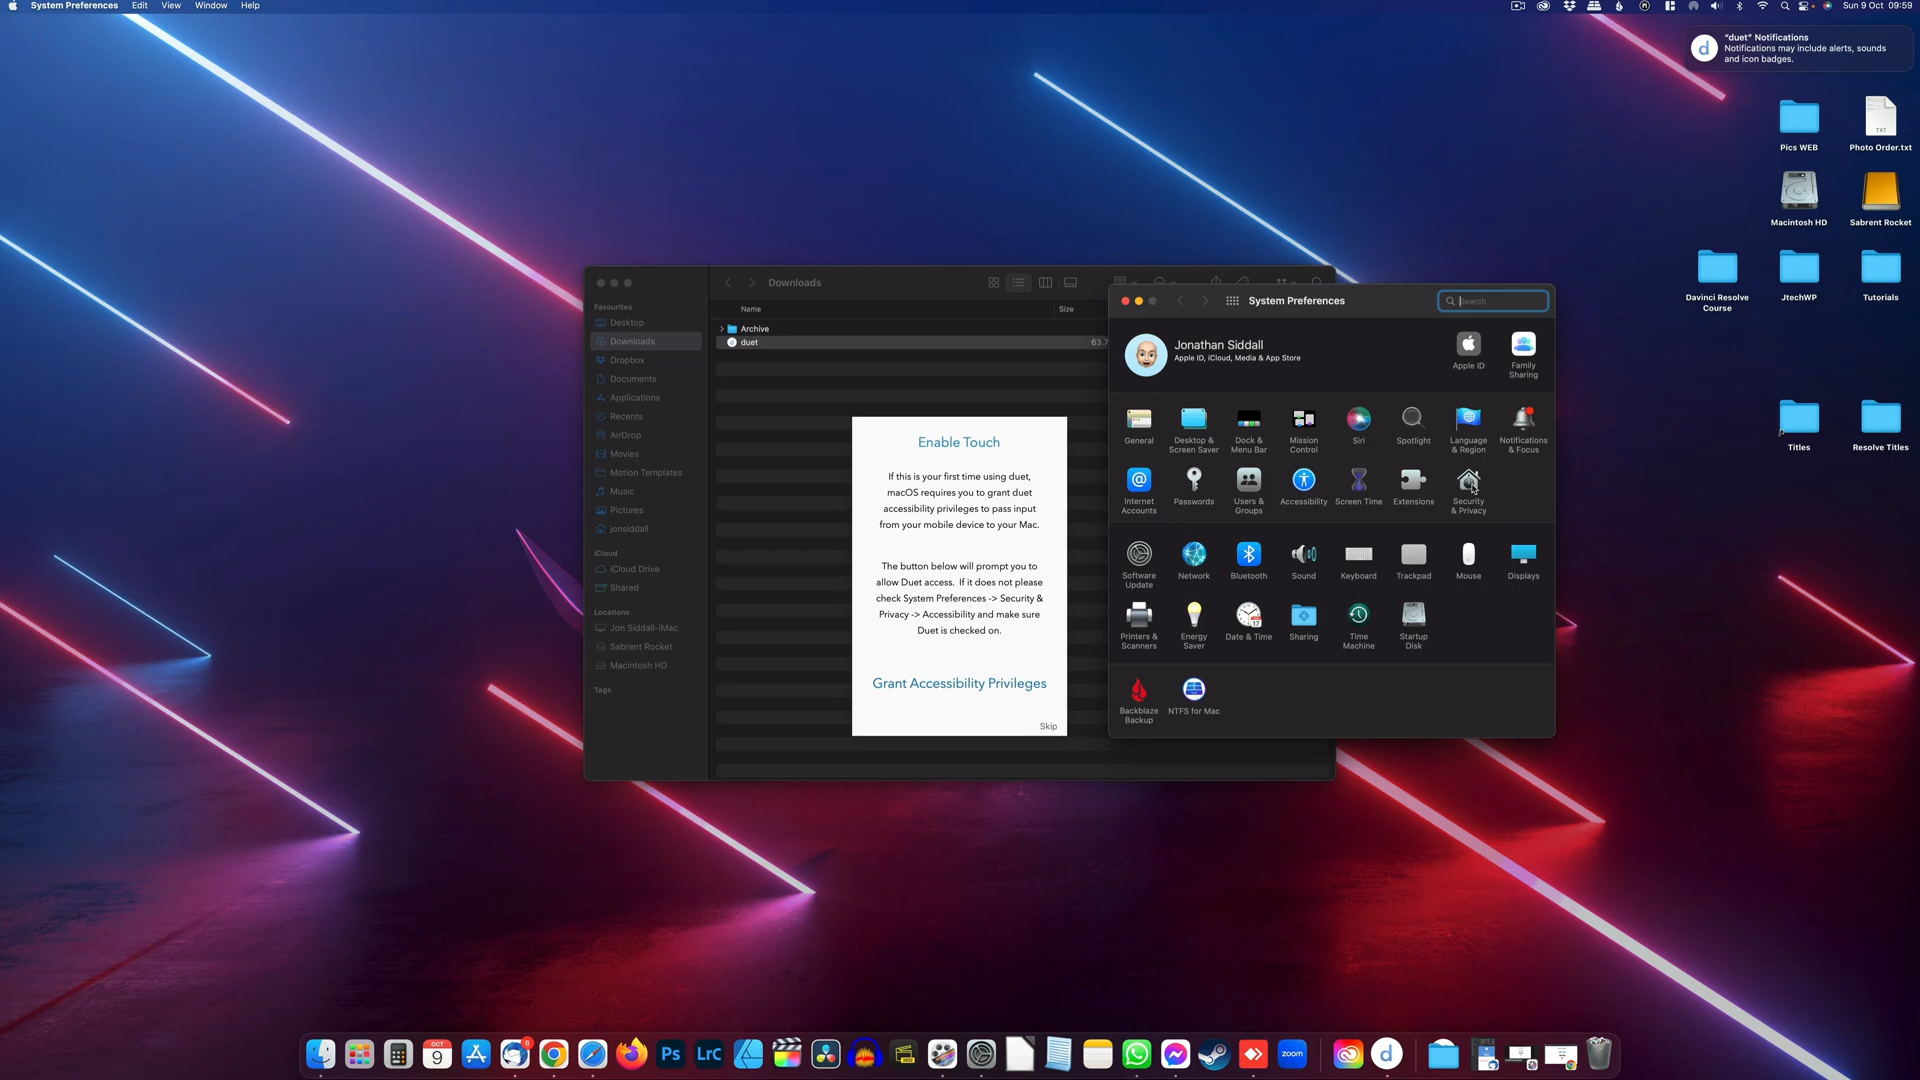 System Preferences Edit View Window Help
Sun 9 Oct 09:59
"duet" Notifications
Notifications may include alerts, sounds
and icon badges.
Pics WEB
TXT
Photo Order.txt
Macintosh HD
Sabrent Rocket
Davinci Resolve
Course
JtechWP
Tutorials
Titles
Resolve Titles
Favourites
Desktop
Downloads
Dropbox
Documents
Applications
Recents
AirDrop
Movies
Motion Templates
Music
Pictures
jonsiddall
iCloud
iCloud Drive
Shared
Locations
Jon Siddall-iMac
Sabrent Rocket
Macintosh HD
Tags
Downloads
Name
Size
Archive
duet
63.7
Enable Touch
If this is your first time using duet,
macOS requires you to grant duet
accessibility privileges to pass input
from your mobile device to your Mac.
The button below will prompt you to
allow Duet access. If it does not please
check System Preferences -> Security &
Privacy -> Accessibility and make sure
Duet is checked on.
Grant Accessibility Privileges
Skip
System Preferences
Search
Jonathan Siddall
Apple ID, iCloud, Media & App Store
Apple ID
Family
Sharing
General
Desktop &
Screen Saver
Dock &
Menu Bar
Mission
Control
Siri
Spotlight
Language
& Region
Notifications
& Focus
Internet
Accounts
Passwords
Users &
Groups
Accessibility
Screen Time
Extensions
Security
& Privacy
Software
Update
Network
Bluetooth
Sound
Keyboard
Trackpad
Mouse
Displays
Printers &
Scanners
Energy
Saver
Date & Time
Sharing
Time
Machine
Startup
Disk
Backblaze
Backup
NTFS for Mac
OCT
9
6
Ps
LrC
zoom
d